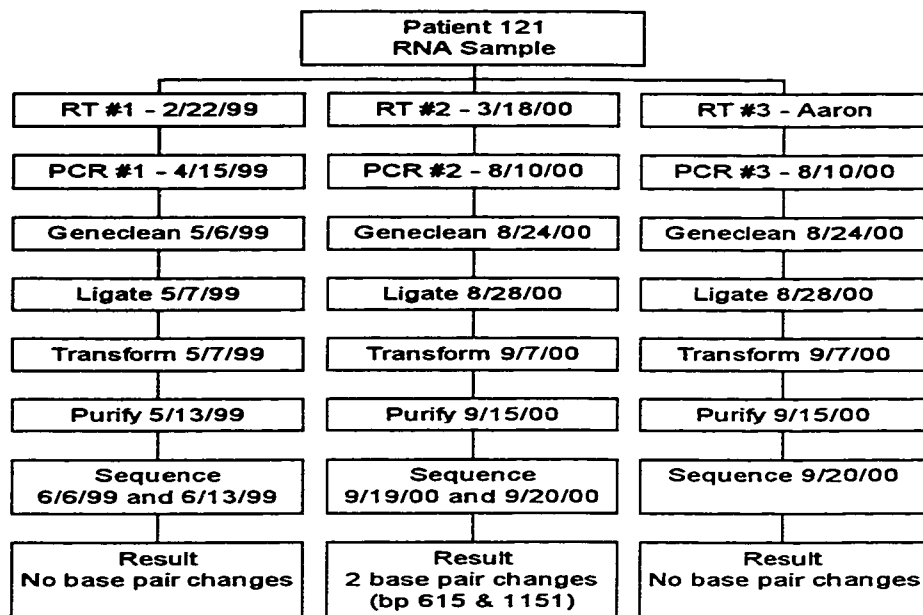 Patient 121
RNA Sample
RT #1 - 2/22/99
RT #2 - 3/18/00
RT #3 - Aaron
PCR #1 - 4/15/99
PCR #2 - 8/10/00
PCR #3 - 8/10/00
Geneclean 5/6/99
Geneclean 8/24/00
Geneclean 8/24/00
Ligate 5/7/99
Ligate 8/28/00
Ligate 8/28/00
Transform 5/7/99
Transform 9/7/00
Transform 9/7/00
Purify 5/13/99
Purify 9/15/00
Purify 9/15/00
Sequence
6/6/99 and 6/13/99
Sequence
9/19/00 and 9/20/00
Sequence 9/20/00
Result
No base pair changes
Result
2 base pair changes
(bp 615 & 1151)
Result
No base pair changes